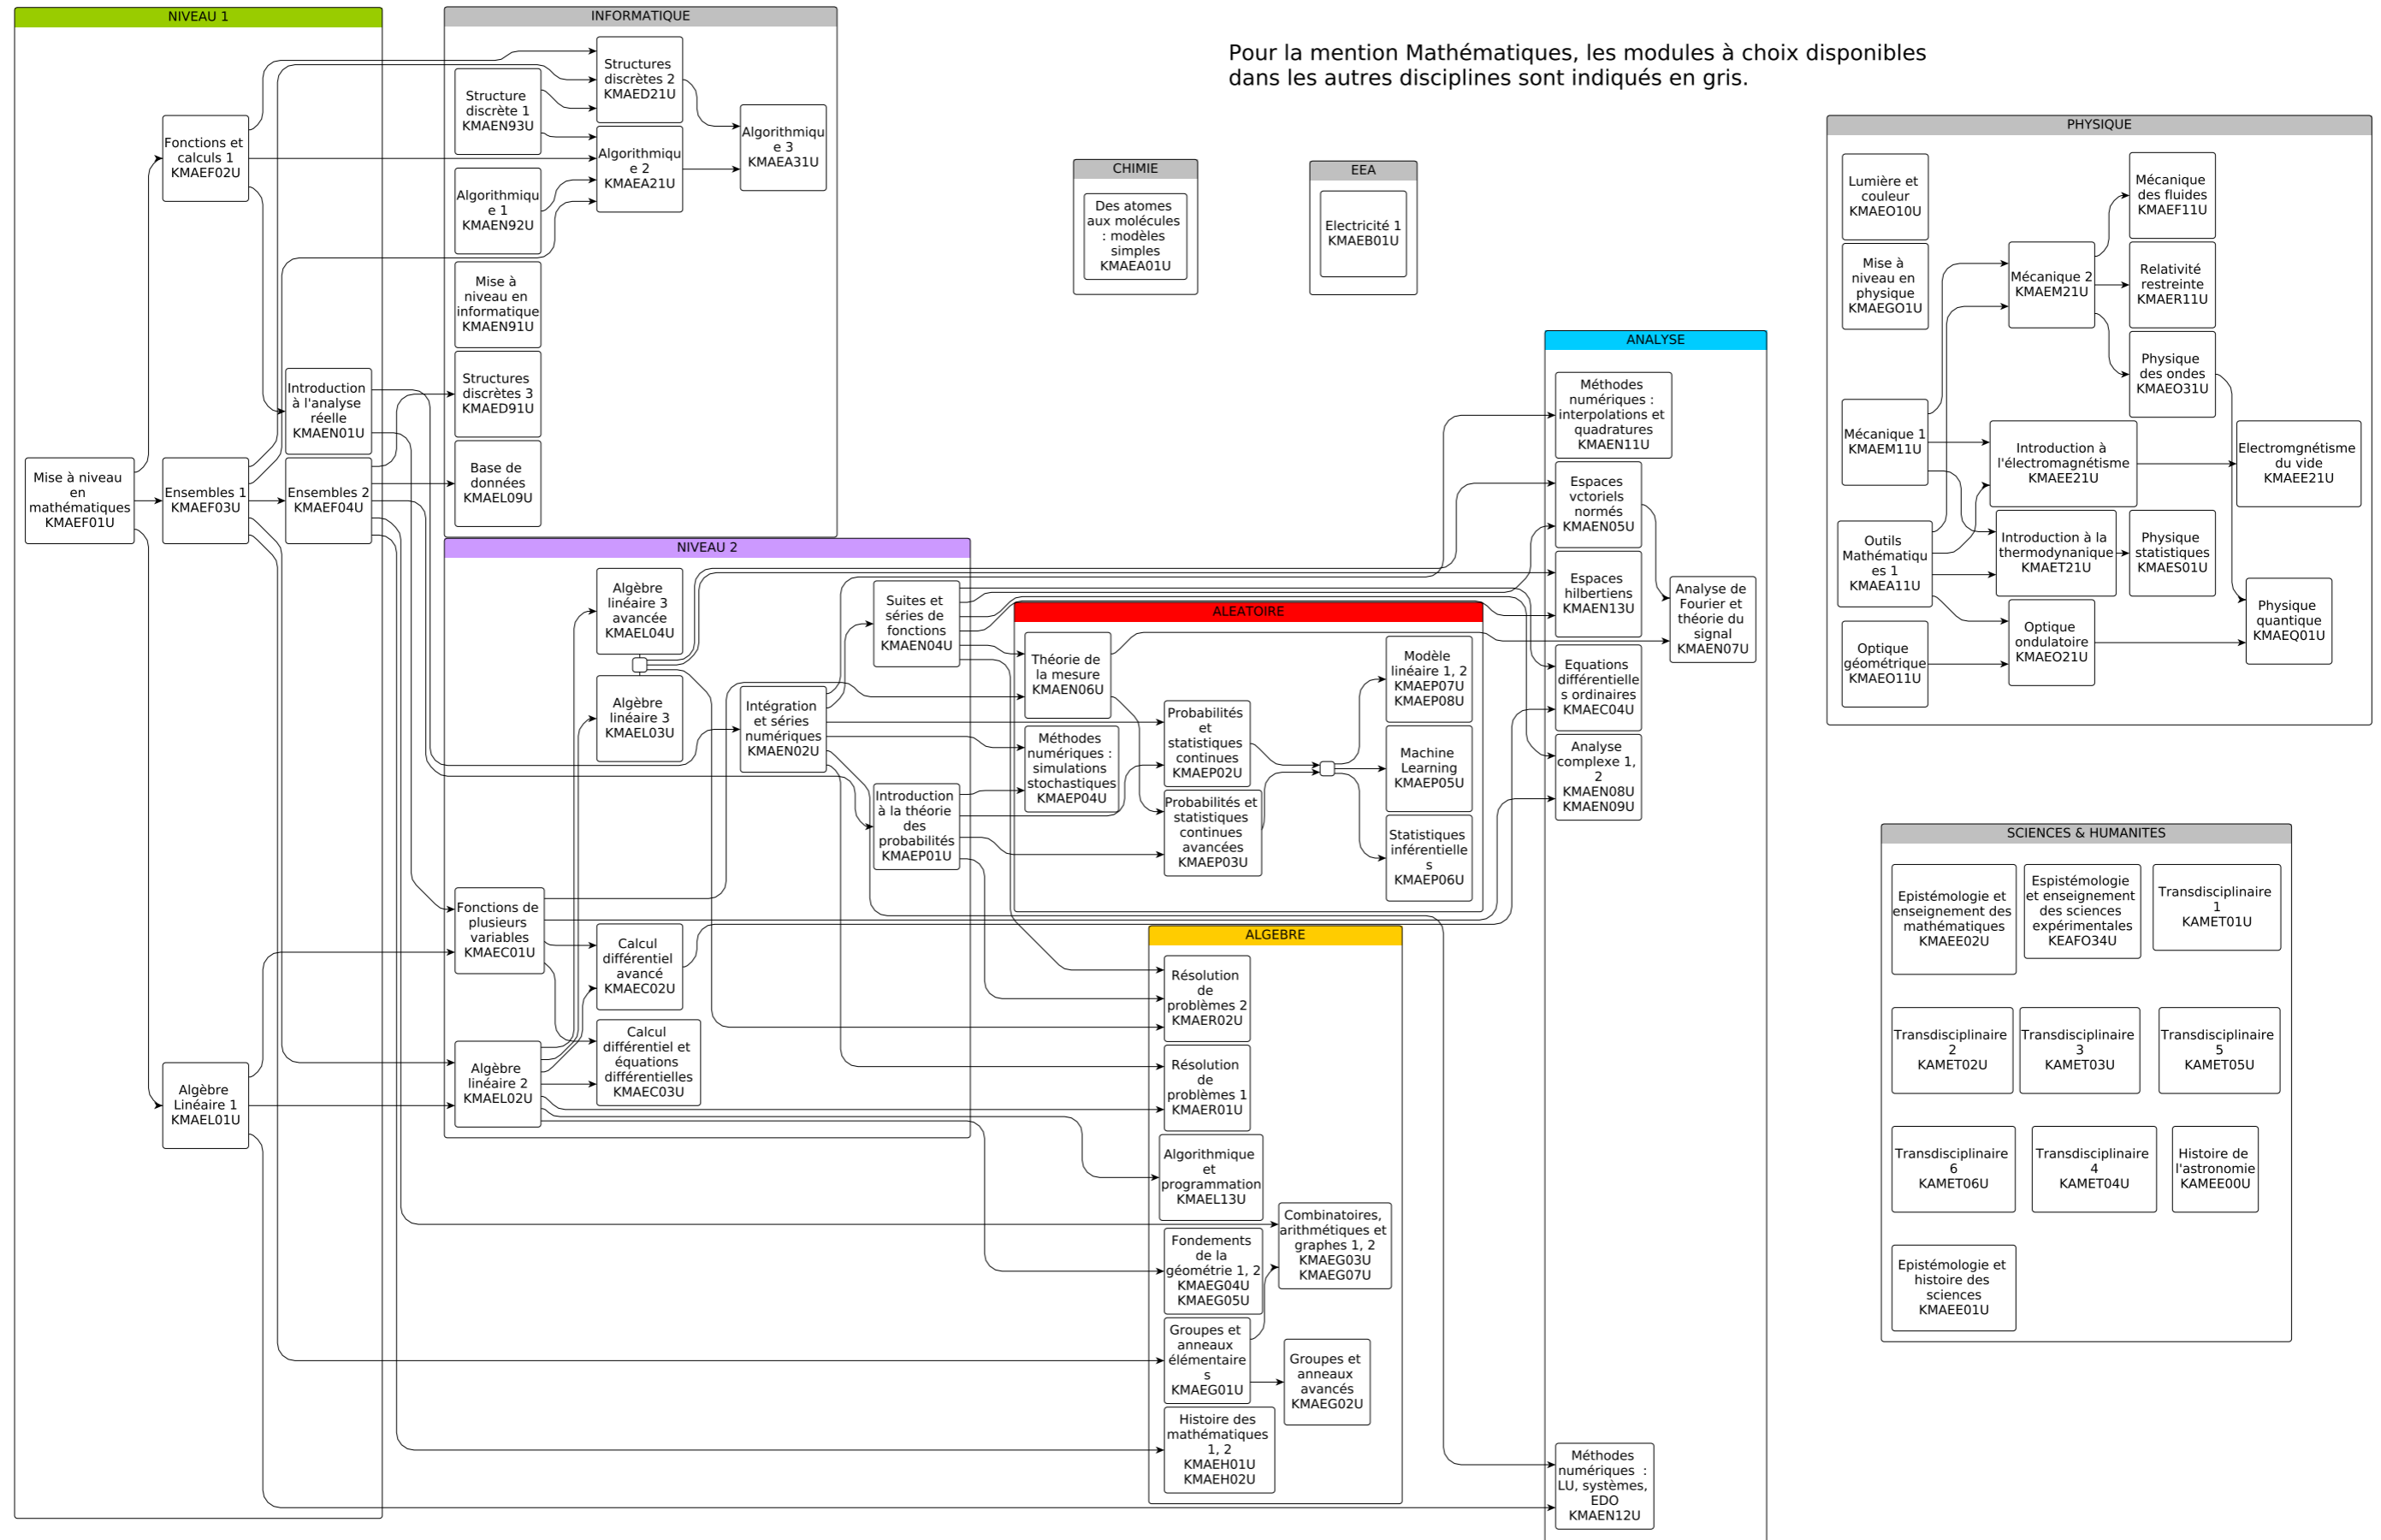 NIVEAU 1
Mise à niveau
en
mathématiques
KMAEF01U
Fonctions et
calculs 1
KMAEF02U
Ensembles 1
KMAEF03U
Algèbre
Linéaire 1
KMAEL01U
Introduction
à l'analyse
réelle
KMAEN01U
Ensembles 2
KMAEF04U
INFORMATIQUE
Structure
discrète 1
KMAEN93U
Algorithmiqu
e 1
KMAEN92U
Mise à
niveau en
informatique
KMAEN91U
Structures
discrètes 3
KMAED91U
Base de
données
KMAEL09U
Structures
discrètes 2
KMAED21U
Algorithmiqu
e 2
KMAEA21U
Algorithmiqu
e 3
KMAEA31U
Pour la mention Mathématiques, les modules à choix disponibles
dans les autres disciplines sont indiqués en gris.
CHIMIE
Des atomes
aux molécules
: modèles
simples
KMAEA01U
EEA
Electricité 1
KMAEB01U
NIVEAU 2
Algèbre
linéaire 3
avancée
KMAEL04U
Algèbre
linéaire 3
KMAEL03U
Fonctions de
plusieurs
variables
KMAEC01U
Algèbre
linéaire 2
KMAEL02U
Calcul
différentiel
avancé
KMAEC02U
Calcul
différentiel et
équations
différentielles
KMAEC03U
Intégration
et séries
numériques
KMAEN02U
Suites et
séries de
fonctions
KMAEN04U
Introduction
à la théorie
des
probabilités
KMAEP01U
ALEATOIRE
Théorie de
la mesure
KMAEN06U
Méthodes
numériques :
simulations
stochastiques
KMAEP04U
Probabilités
et
statistiques
continues
KMAEP02U
Probabilités et
statistiques
continues
avancées
KMAEP03U
Modèle
linéaire 1, 2
KMAEP07U
KMAEP08U
Machine
Learning
KMAEP05U
Statistiques
inférentielle
s
KMAEP06U
ALGEBRE
Résolution
de
problèmes 2
KMAER02U
Résolution
de
problèmes 1
KMAER01U
Algorithmique
et
programmation
KMAEL13U
Fondements
de la
géométrie 1, 2
KMAEG04U
KMAEG05U
Groupes et
anneaux
élémentaire
s
KMAEG01U
Histoire des
mathématiques
1, 2
KMAEH01U
KMAEH02U
Combinatoires,
arithmétiques et
graphes 1, 2
KMAEG03U
KMAEG07U
Groupes et
anneaux
avancés
KMAEG02U
ANALYSE
Méthodes
numériques :
interpolations et
quadratures
KMAEN11U
Espaces
vctoriels
normés
KMAEN05U
Espaces
hilbertiens
KMAEN13U
Analyse de
Fourier et
théorie du
signal
KMAEN07U
Equations
différentielle
s ordinaires
KMAEC04U
Analyse
complexe 1,
2
KMAEN08U
KMAEN09U
Méthodes
numériques  :
LU, systèmes,
EDO
KMAEN12U
PHYSIQUE
Lumière et
couleur
KMAEO10U
Mise à
niveau en
physique
KMAEGO1U
Mécanique 1
KMAEM11U
Outils
Mathématiqu
es 1
KMAEA11U
Optique
géométrique
KMAEO11U
Mécanique 2
KMAEM21U
Introduction à
l'électromagnétisme
KMAEE21U
Introduction à la
thermodynanique
KMAET21U
Optique
ondulatoire
KMAEO21U
Mécanique
des fluides
KMAEF11U
Relativité
restreinte
KMAER11U
Physique
des ondes
KMAEO31U
Physique
statistiques
KMAES01U
Electromgnétisme
du vide
KMAEE21U
Physique
quantique
KMAEQ01U
SCIENCES & HUMANITES
Epistémologie et
enseignement des
mathématiques
KMAEE02U
Espistémologie
et enseignement
des sciences
expérimentales
KEAFO34U
Transdisciplinaire
1
KAMET01U
Transdisciplinaire
2
KAMET02U
Transdisciplinaire
3
KAMET03U
Transdisciplinaire
5
KAMET05U
Transdisciplinaire
6
KAMET06U
Transdisciplinaire
4
KAMET04U
Histoire de
l'astronomie
KAMEE00U
Epistémologie et
histoire des
sciences
KMAEE01U